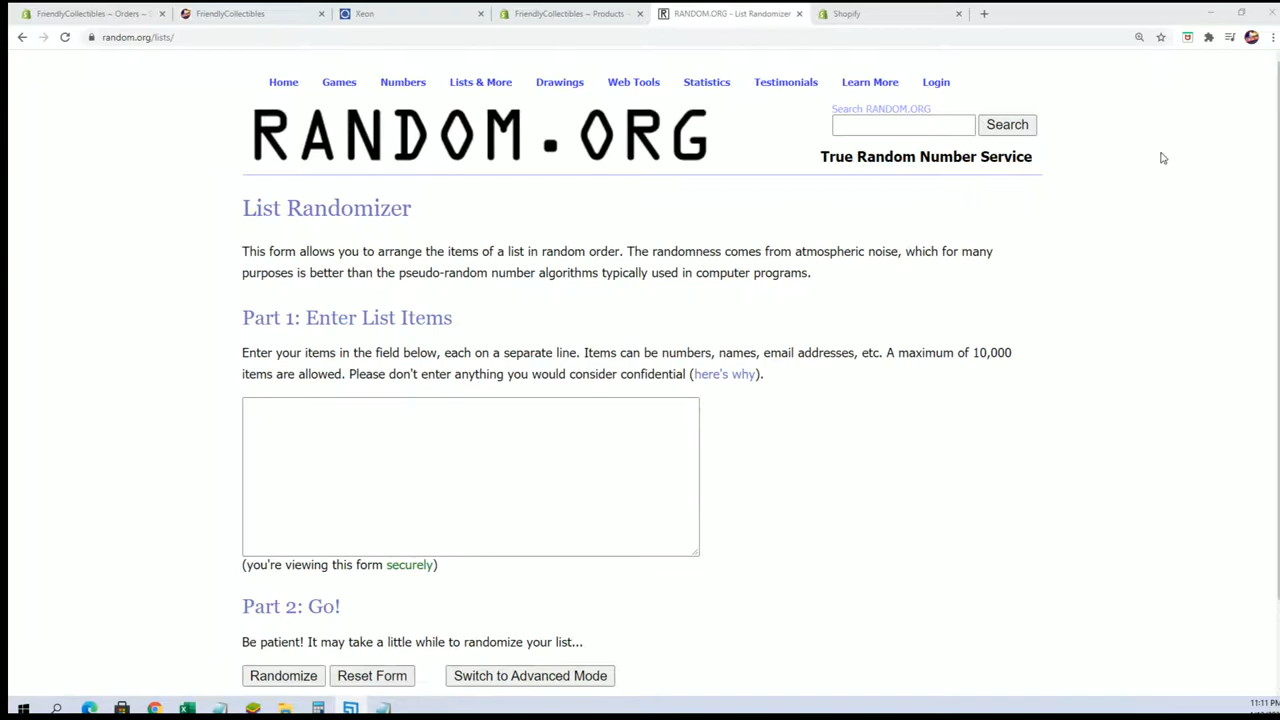 FriendlyCollectibles ~ Orders ~
FriendlyCollectibles
Xeon
FriendlyCollectibles ~ Products ~
RANDOM.ORG - List Randomizer
Shopify
random.org/lists/
Home Games Numbers Lists & More Drawings Web Tools Statistics Testimonials Learn More Login
RANDOM.ORG
Search RANDOM.ORG
Search
True Random Number Service
List Randomizer
This form allows you to arrange the items of a list in random order. The randomness comes from atmospheric noise, which for many
purposes is better than the pseudo-random number algorithms typically used in computer programs.
Part 1: Enter List Items
Enter your items in the field below, each on a separate line. Items can be numbers, names, email addresses, etc. A maximum of 10,000
items are allowed. Please don't enter anything you would consider confidential (here's why).
(you're viewing this form securely)
Part 2: Go!
Be patient! It may take a little while to randomize your list...
Randomize Reset Form Switch to Advanced Mode
11:11 PM